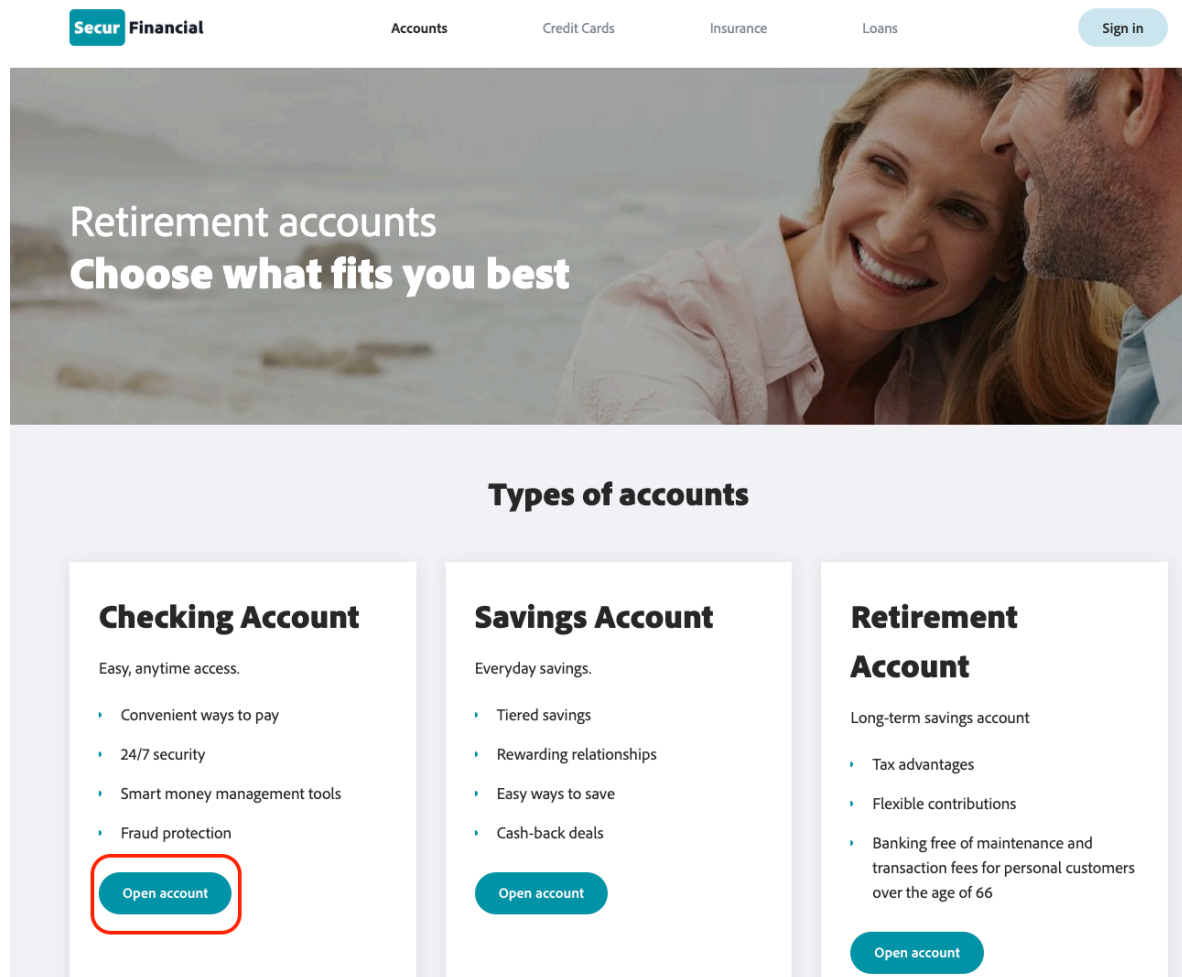 Secur Financial
Accounts
Credit Cards
Insurance
Loans
Sign in
Retirement accounts
Choose what fits you best
Types of accounts
Checking Account
Easy, anytime access.
Convenient ways to pay
24/7 security
Smart money management tools
Fraud protection
Open account
Savings Account
Everyday savings.
Tiered savings
Rewarding relationships
Easy ways to save
Cash-back deals
Open account
Retirement
Account
Long-term savings account
Tax advantages
Flexible contributions
Banking free of maintenance and
transaction fees for personal customers
over the age of 66
Open account